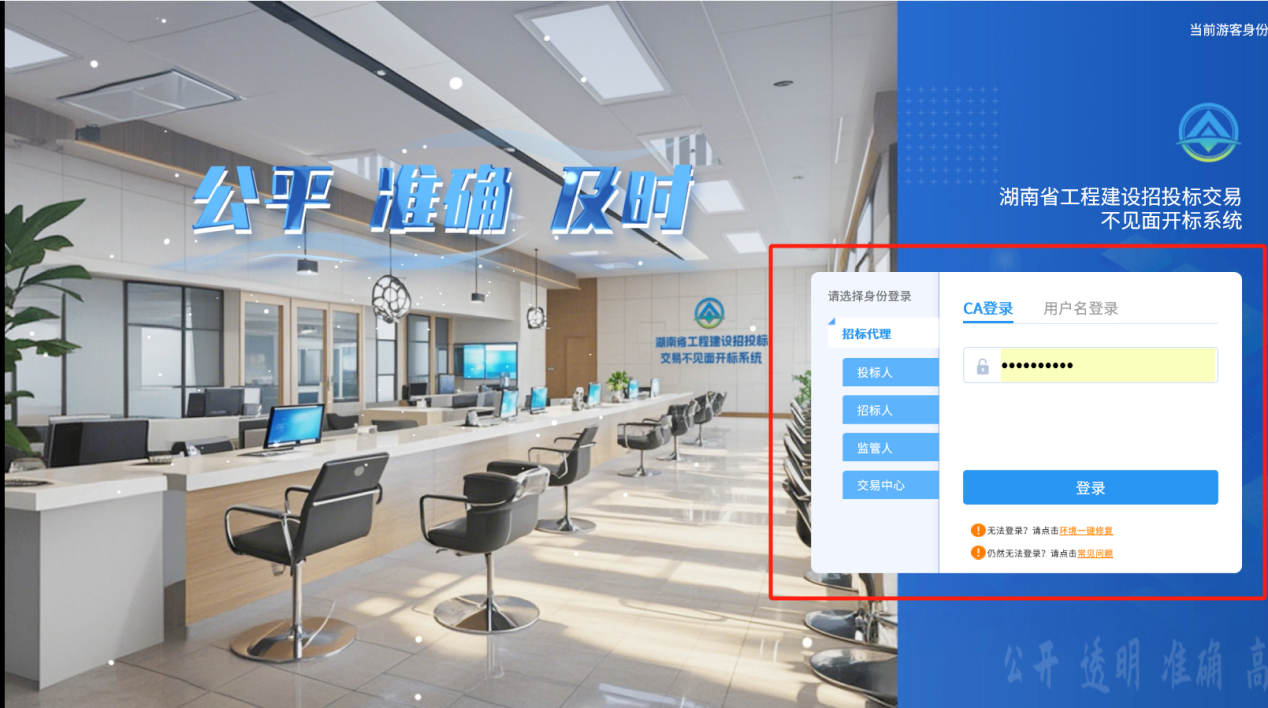 当前游客身份
公平 准确 及时
湖南省工程建设招投标交易
不见面开标系统
湖南省工程建设招投标
交易不见面开标系统
请选择身份登录
招标代理
投标人
招标人
监管人
交易中心
CA登录
用户名登录
••••••••••
登录
无法登录？请点击环境一键修复
仍然无法登录？请点击常见问题
公开 透明 准确 高